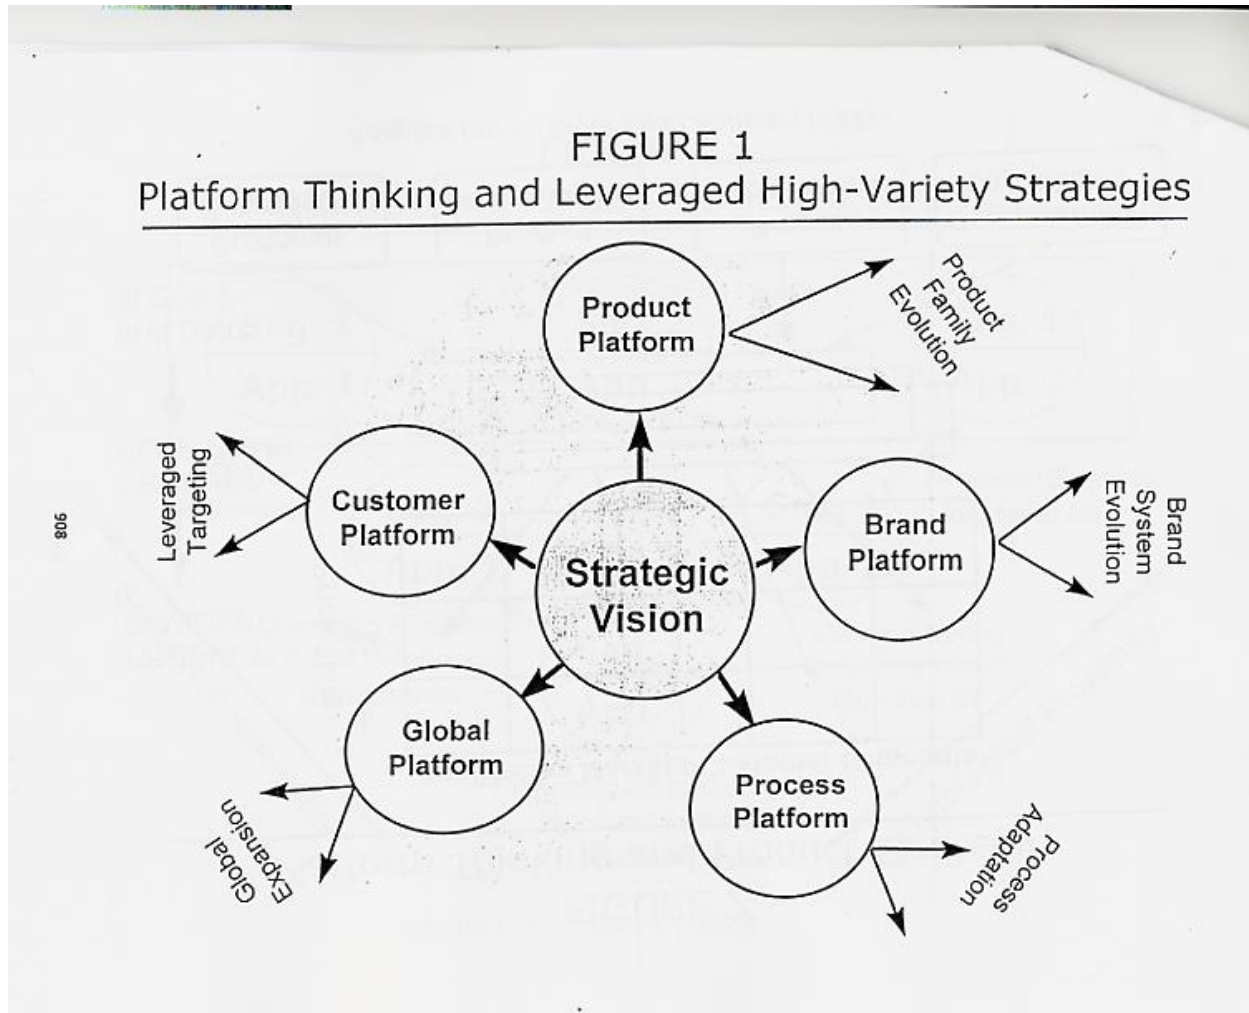 FIGURE 1
Platform Thinking and Leveraged High-Variety Strategies
Product
Platform
Product
Family
Evolution
Customer
Platform
Leveraged
Targeting
Strategic
Vision
Brand
Platform
Brand
System
Evolution
Global
Platform
Global
Expansion
Process
Platform
Process
Adaptation